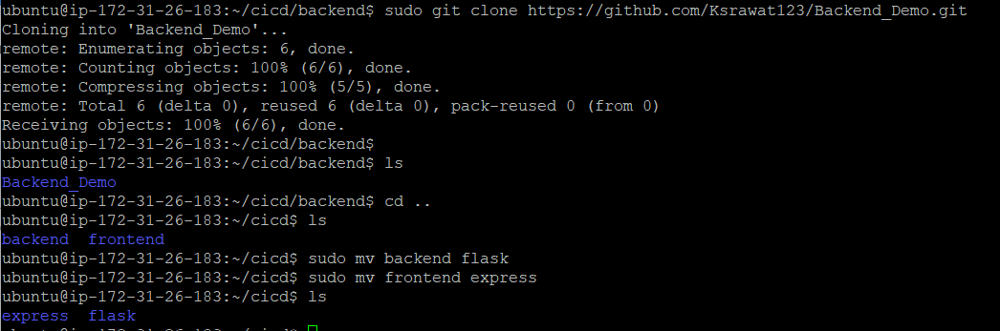 ubuntu@ip-172-31-26-183:~/cicd/backend$ sudo git clone https://github.com/Ksrawat123/Backend_Demo.git
Cloning into 'Backend_Demo'...
remote: Enumerating objects: 6, done.
remote: Counting objects: 100% (6/6), done.
remote: Compressing objects: 100% (5/5), done.
remote: Total 6 (delta 0), reused 6 (delta 0), pack-reused 0 (from 0)
Receiving objects: 100% (6/6), done.
ubuntu@ip-172-31-26-183:~/cicd/backend$
ubuntu@ip-172-31-26-183:~/cicd/backend$ ls
Backend_Demo
ubuntu@ip-172-31-26-183:~/cicd/backend$ cd ..
ubuntu@ip-172-31-26-183:~/cicd$ ls
backend  frontend
ubuntu@ip-172-31-26-183:~/cicd$ sudo mv backend flask
ubuntu@ip-172-31-26-183:~/cicd$ sudo mv frontend express
ubuntu@ip-172-31-26-183:~/cicd$ ls
express  flask